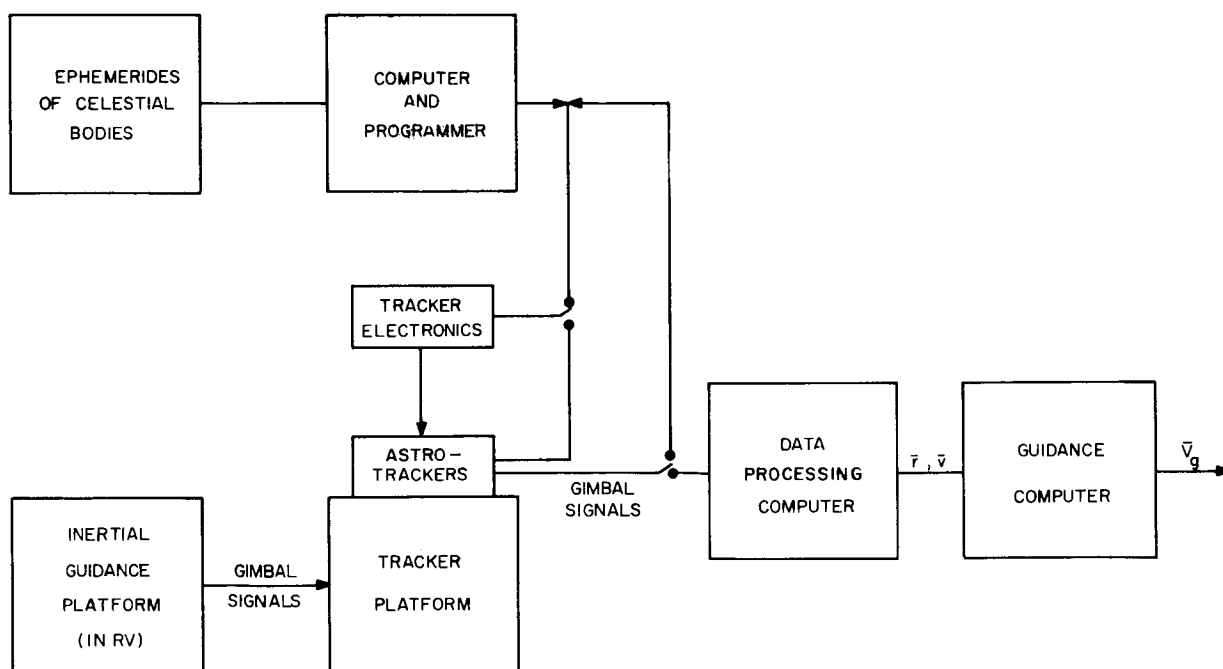 EPHEMERIDES
OF CELESTIAL
BODIES
COMPUTER
AND
PROGRAMMER
TRACKER
ELECTRONICS
ASTRO-
TRACKERS
GIMBAL
SIGNALS
DATA
PROCESSING
COMPUTER
r̄ , v̄
GUIDANCE
COMPUTER
V̄g
INERTIAL
GUIDANCE
PLATFORM
(IN RV)
GIMBAL
SIGNALS
TRACKER
PLATFORM